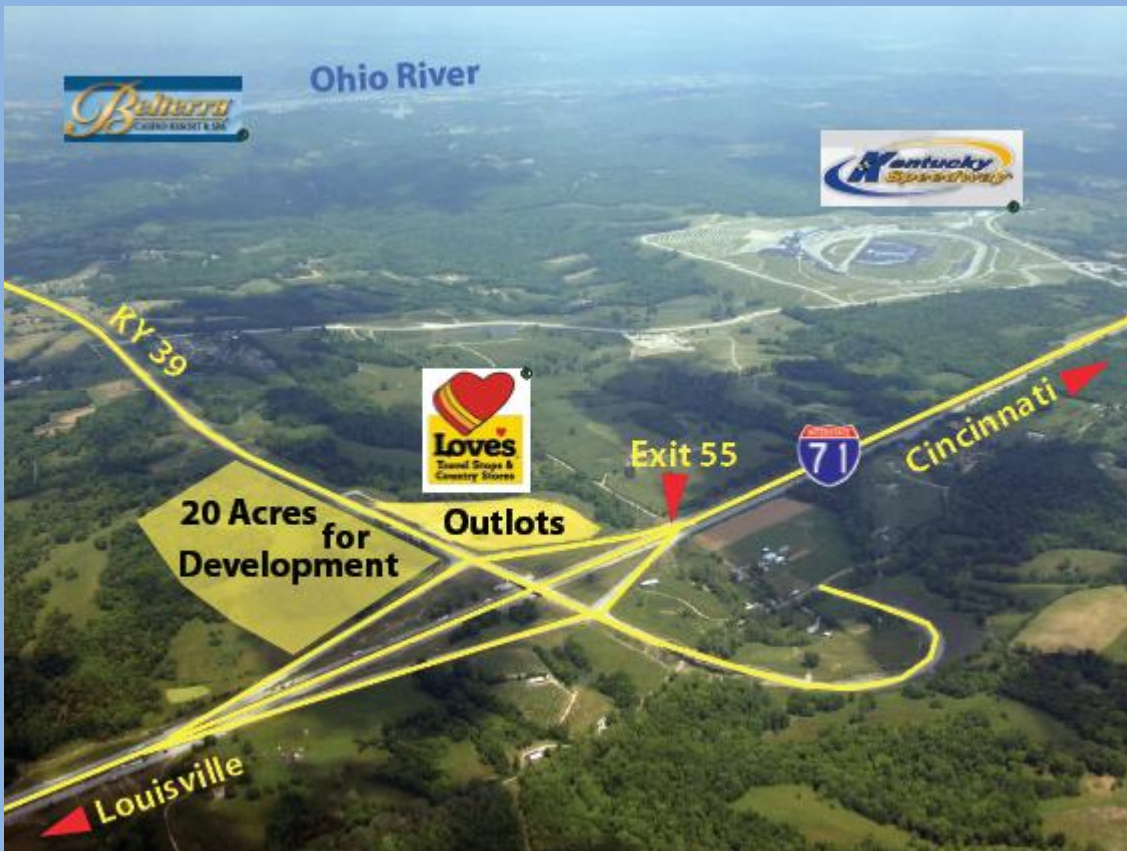 Ohio River
Belterra
CASINO RESORT & SPA
Kentucky
Speedway
KY 39
Loves
Travel Stops &
Country Stores
Exit 55
INTERSTATE
71
Cincinnati
20 Acres
for
Development
Outlots
Louisville